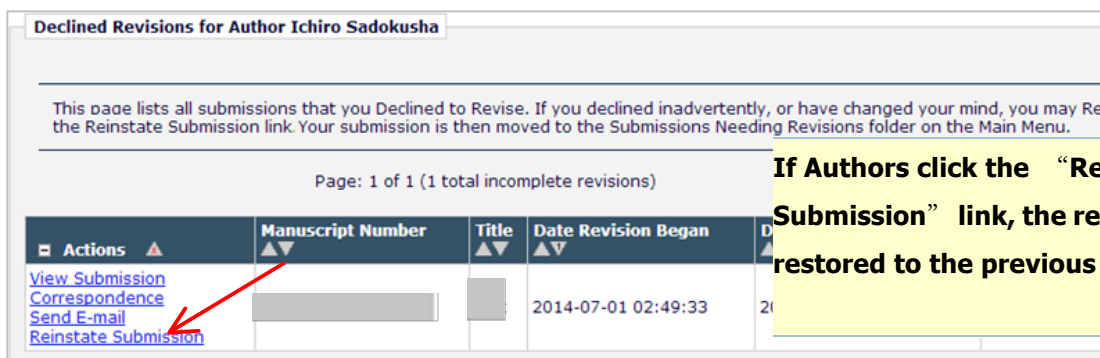 Declined Revisions for Author Ichiro Sadokusha
This page lists all submissions that you Declined to Revise. If you declined inadvertently, or have changed your mind, you may Re
the Reinstate Submission link. Your submission is then moved to the Submissions Needing Revisions folder on the Main Menu.
Page: 1 of 1 (1 total incomplete revisions)
If Authors click the “Re
Submission” link, the re
restored to the previous
Actions Manuscript Number Title Date Revision Began D
View Submission
Correspondence
Send E-mail
Reinstate Submission
2014-07-01 02:49:33 20